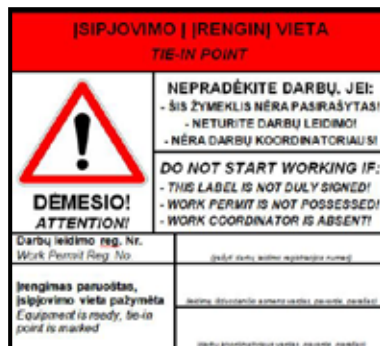 ĮSIPJOVIMO Į ĮRENGINĮ VIETA
TIE-IN POINT
DĖMESIO!
ATTENTION!
NEPRADĖKITE DARBŲ, JEI:
- ŠIS ŽYMEKLIS NĖRA PASIRAŠYTAS!
- NETURITE DARBŲ LEIDIMO!
- NĖRA DARBŲ KOORDINATORIAUS!
DO NOT START WORKING IF:
- THIS LABEL IS NOT DULY SIGNED!
- WORK PERMIT IS NOT POSSESSED!
- WORK COORDINATOR IS ABSENT!
Darbų leidimo reg. Nr.
Work Permit Reg. No
Įrengimas paruoštas,
įsipjovimo vieta pažymėta
Equipment is ready, tie-in
point is marked